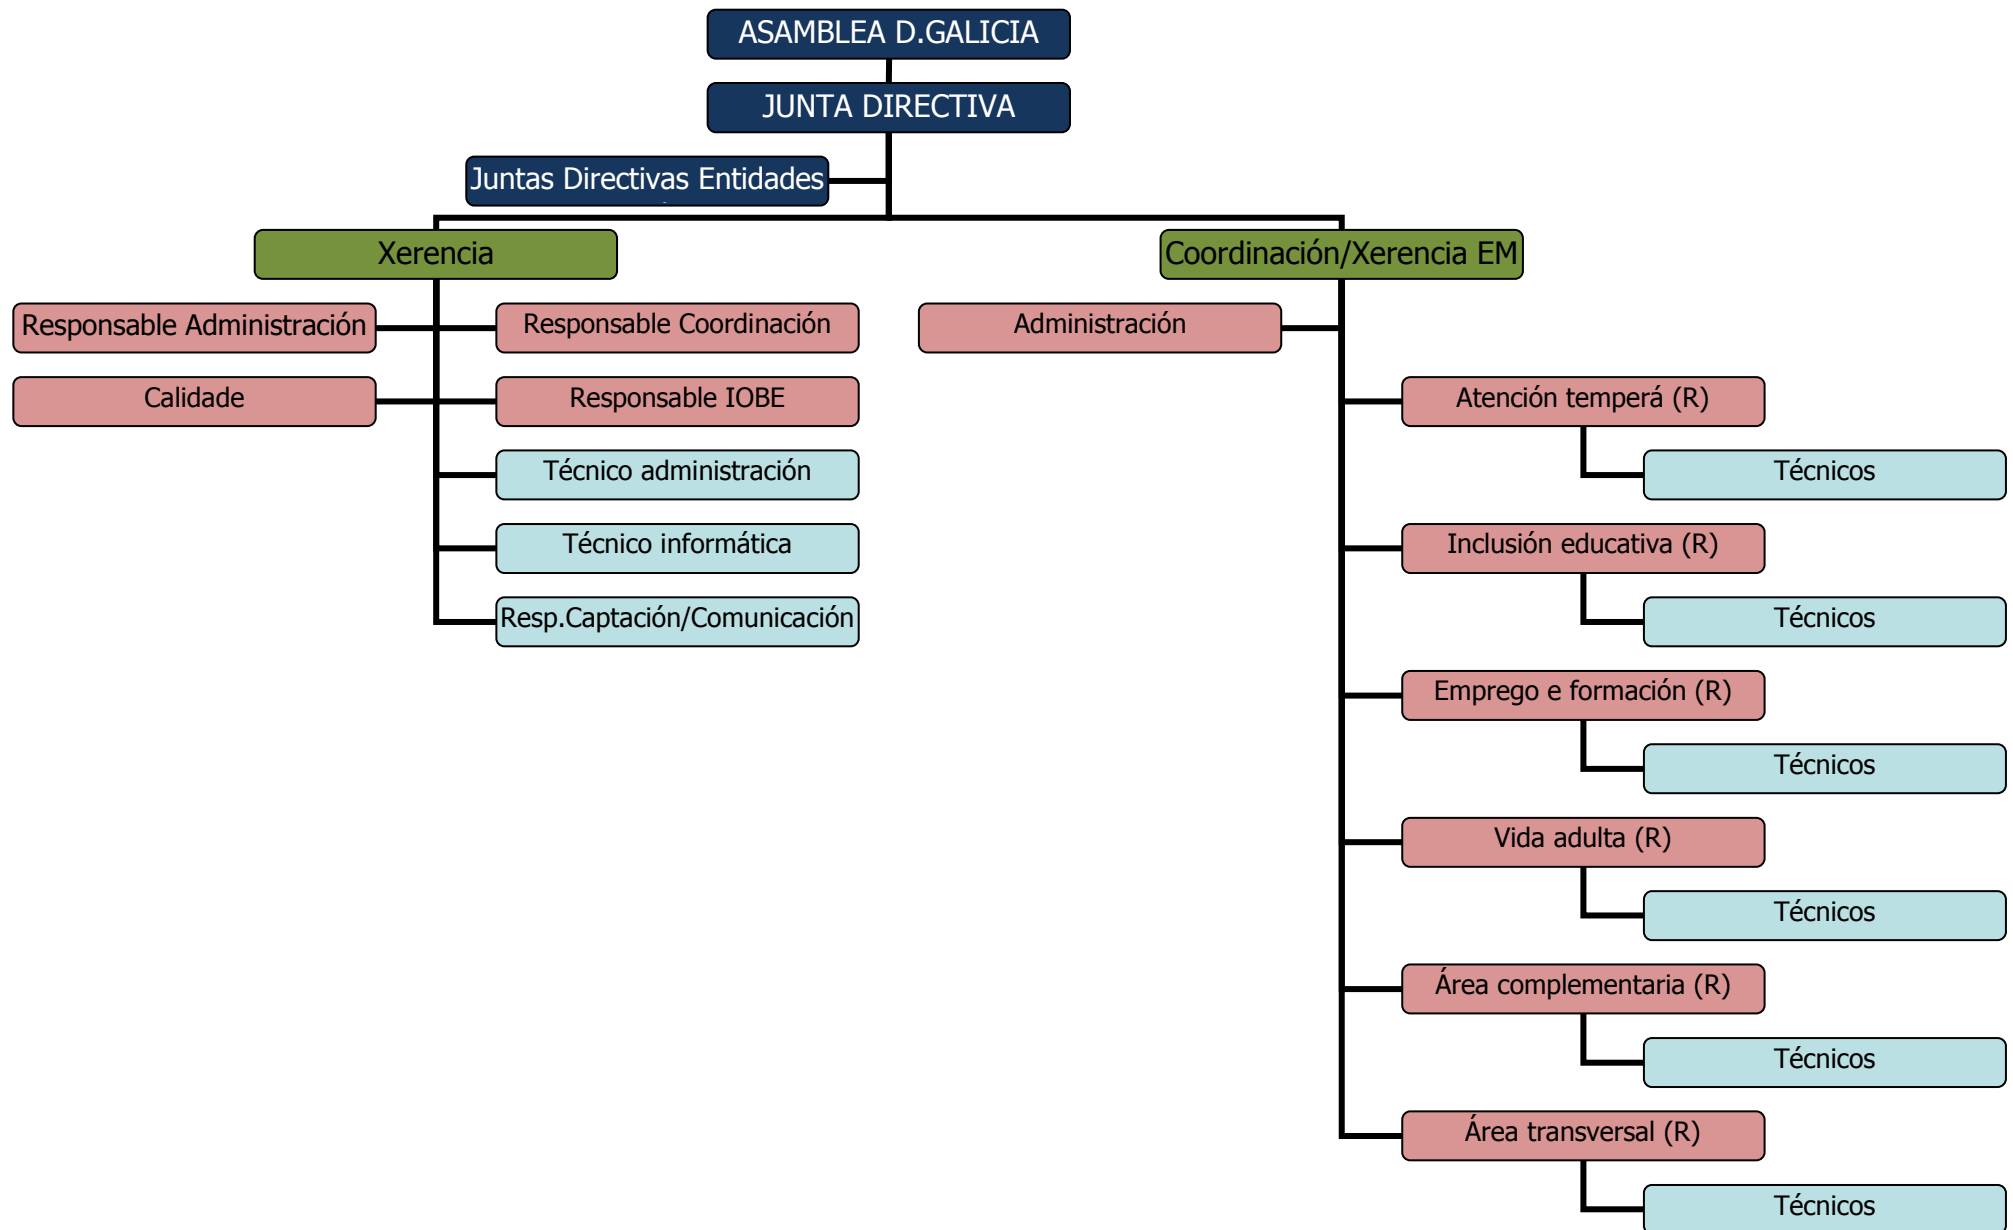 ASAMBLEA D.GALICIA
JUNTA DIRECTIVA
Juntas Directivas Entidades
Xerencia
Coordinación/Xerencia EM
Responsable Administración
Responsable Coordinación
Administración
Calidade
Responsable IOBE
Atención temperá (R)
Técnico administración
Técnicos
Técnico informática
Inclusión educativa (R)
Resp.Captación/Comunicación
Técnicos
Emprego e formación (R)
Técnicos
Vida adulta (R)
Técnicos
Área complementaria (R)
Técnicos
Área transversal (R)
Técnicos